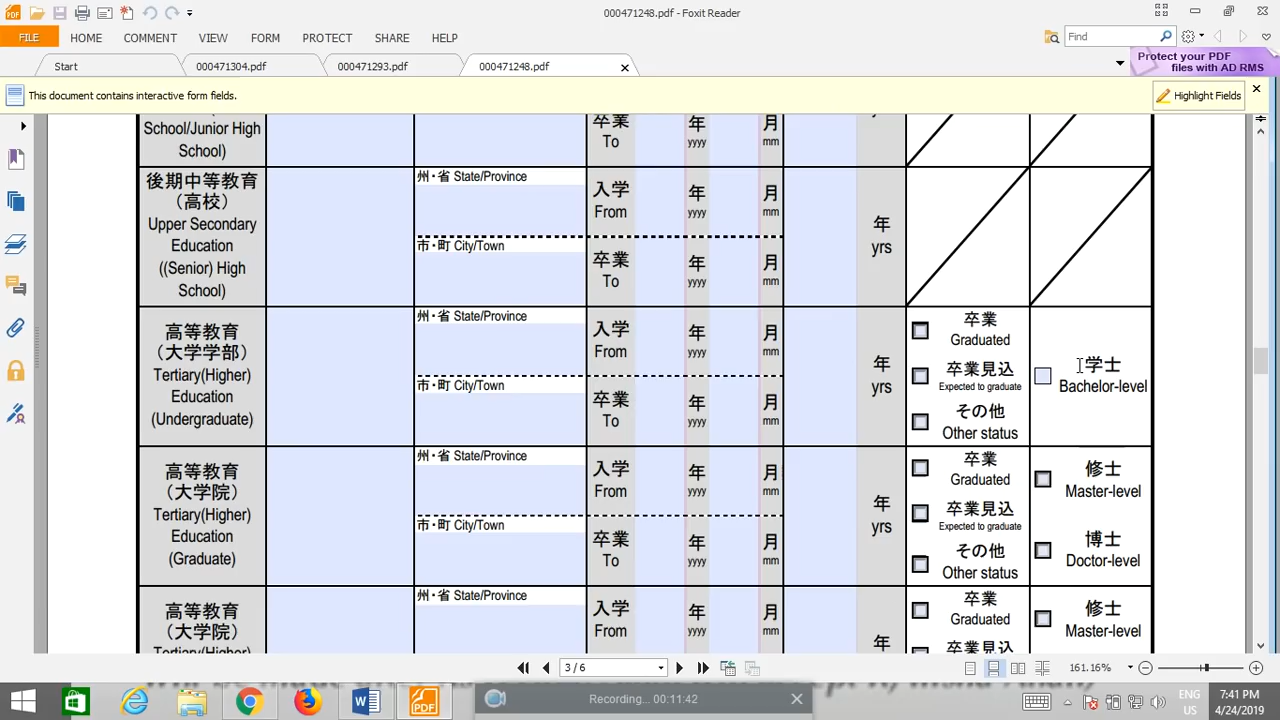 000471248.pdf - Foxit Reader
FILE
HOME
COMMENT
VIEW
FORM
PROTECT
SHARE
HELP
Find
Start
000471304.pdf
000471293.pdf
000471248.pdf
Protect your PDF
files with AD RMS
This document contains interactive form fields.
Highlight Fields
School/Junior High
School)
卒業
To
年
yyyy
月
mm
後期中等教育
（高校）
Upper Secondary
Education
((Senior) High
School)
州・省 State/Province
市・町 City/Town
入学
From
年
yyyy
月
mm
卒業
To
年
yyyy
月
mm
年
yrs
高等教育
（大学学部）
Tertiary(Higher)
Education
(Undergraduate)
州・省 State/Province
市・町 City/Town
入学
From
年
yyyy
月
mm
卒業
To
年
yyyy
月
mm
年
yrs
卒業
Graduated
卒業見込
Expected to graduate
その他
Other status
学士
Bachelor-level
高等教育
（大学院）
Tertiary(Higher)
Education
(Graduate)
州・省 State/Province
市・町 City/Town
入学
From
年
yyyy
月
mm
卒業
To
年
yyyy
月
mm
年
yrs
卒業
Graduated
卒業見込
Expected to graduate
その他
Other status
修士
Master-level
博士
Doctor-level
高等教育
（大学院）
州・省 State/Province
入学
From
年
yyyy
月
mm
年
卒業
Graduated
卒業見込
修士
Master-level
3 / 6
161.16%
Recording... 00:11:42
ENG
US
7:41 PM
4/24/2019